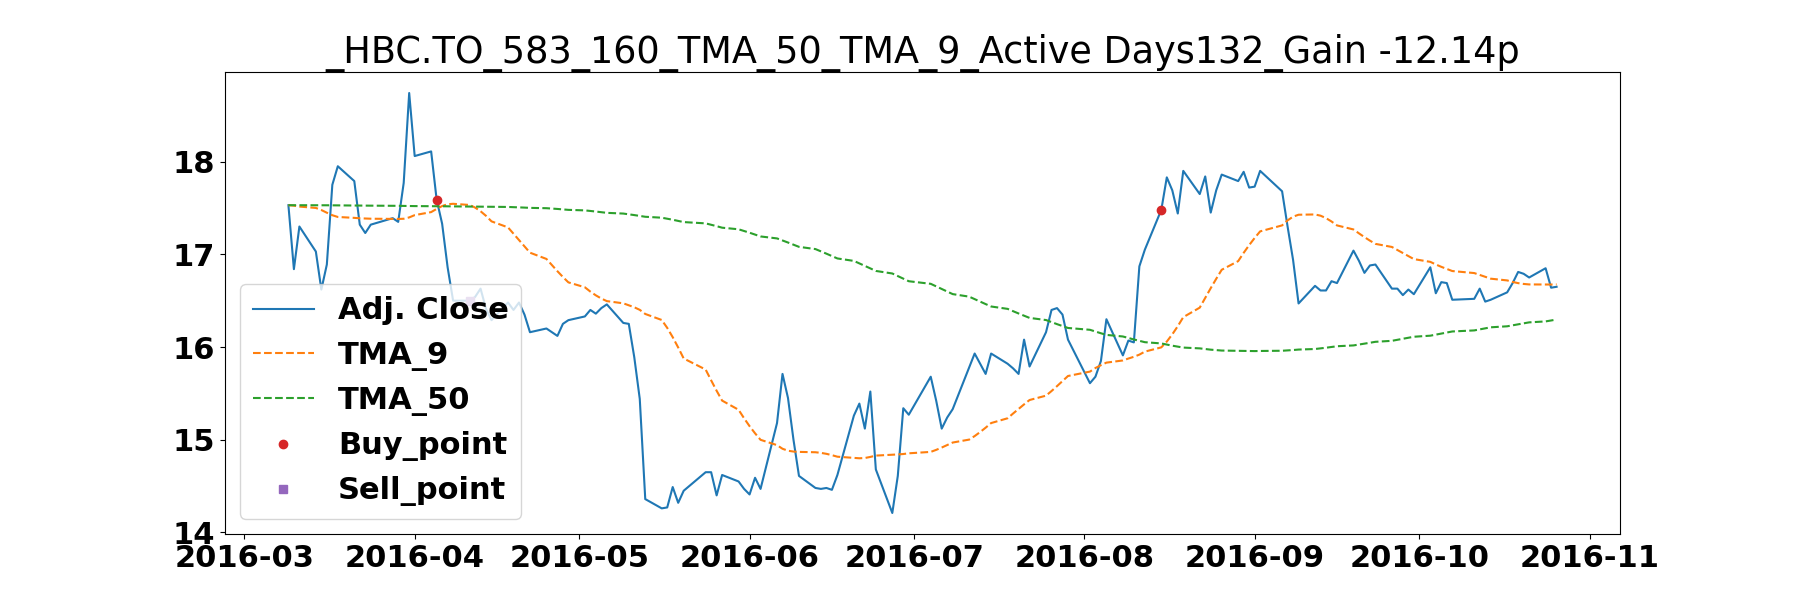 _HBC.TO_583_160_TMA_50_TMA_9_Active Days132_Gain -12.14p
18
17
16
15
14
Adj. Close
TMA_9
TMA_50
Buy_point
Sell_point
2016-03 2016-04 2016-05 2016-06 2016-07 2016-08 2016-09 2016-10 2016-11